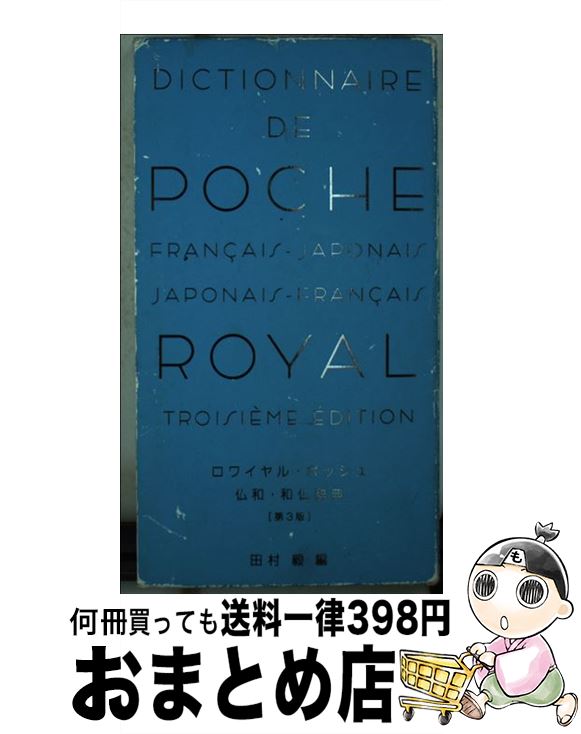 DICTIONNAIRE
DE
POCHE
FRANÇAIS-JAPONAIS
JAPONAIS-FRANÇAIS
ROYAL
TROISIÈME ÉDITION
ロワイヤル・ポッシュ
仏和・和仏辞典
[第3版]
田村 毅 編
も
何冊買っても送料一律398円
おまとめ店